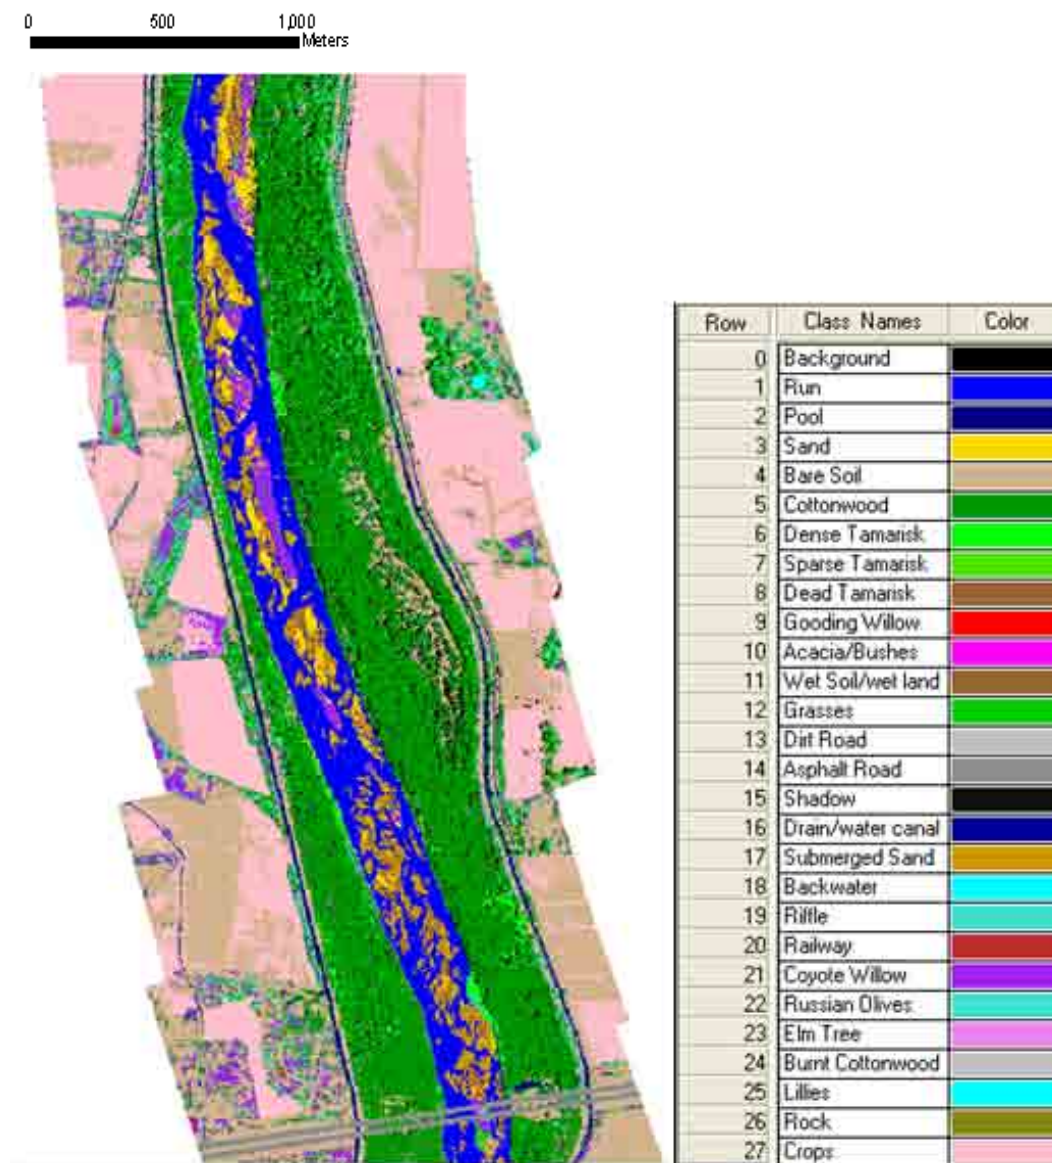 0 500 1,000
Meters
Row Class Names Color
0 Background
1 Run
2 Pool
3 Sand
4 Bare Soil
5 Cottonwood
6 Dense Tamarisk
7 Sparse Tamarisk
8 Dead Tamarisk
9 Gooding Willow
10 Acacia/Bushes
11 Wet Soil/wet land
12 Grasses
13 Dirt Road
14 Asphalt Road
15 Shadow
16 Drain/water canal
17 Submerged Sand
18 Backwater
19 Riffle
20 Railway
21 Coyote Willow
22 Russian Olives
23 Elm Tree
24 Burnt Cottonwood
25 Lillies
26 Rock
27 Crops